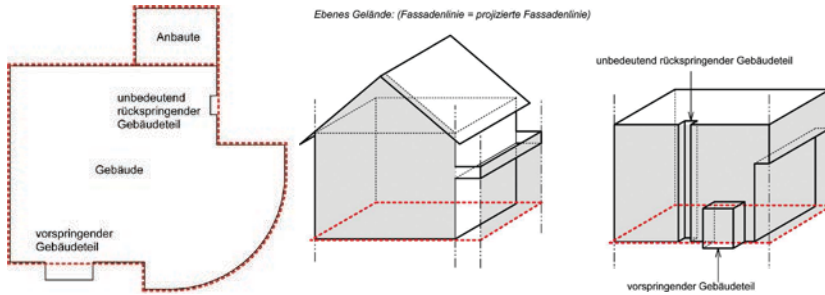 Ebenes Gelände: (Fassadenlinie = projizierte Fassadenlinie)
Anbaute
unbedeutend
rückspringender
Gebäudeteil
Gebäude
vorspringender
Gebäudeteil
unbedeutend rückspringender Gebäudeteil
vorspringender Gebäudeteil